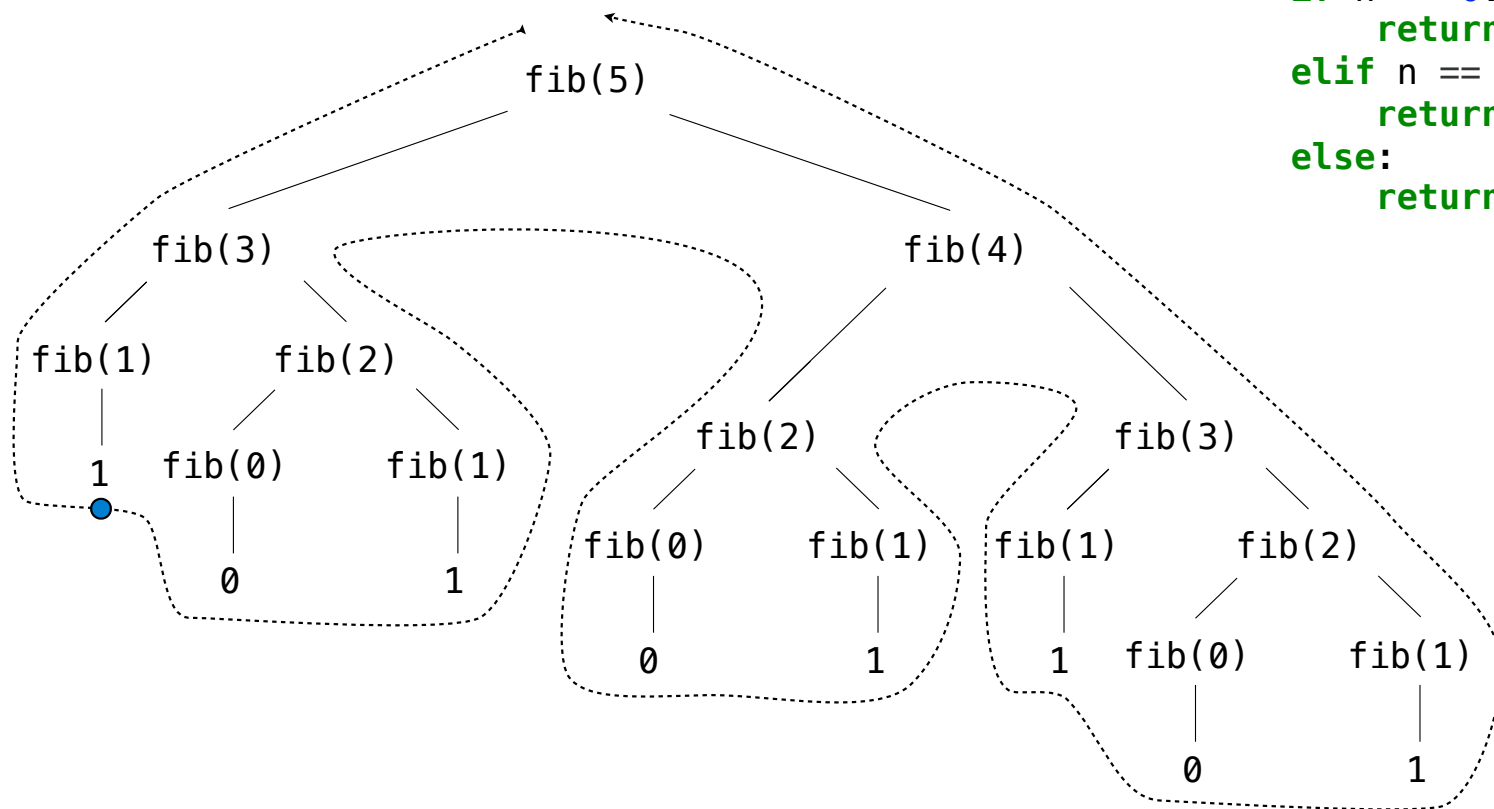 return
elif n ==
return
else:
return
fib(5)
fib(3) fib(4)
fib(1) fib(2)
fib(2) fib(3)
1 fib(0) fib(1)
fib(0) fib(1) fib(1) fib(2)
0 1
0 1 1 fib(0) fib(1)
0 1